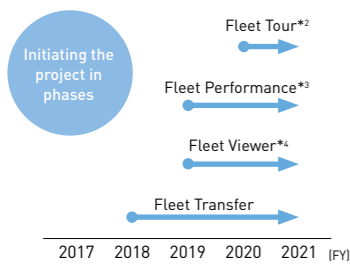 Fleet Tour*2
Initiating the
project in
phases
Fleet Performance*3
Fleet Viewer*4
Fleet Transfer
2017 2018 2019 2020 2021 (FY)